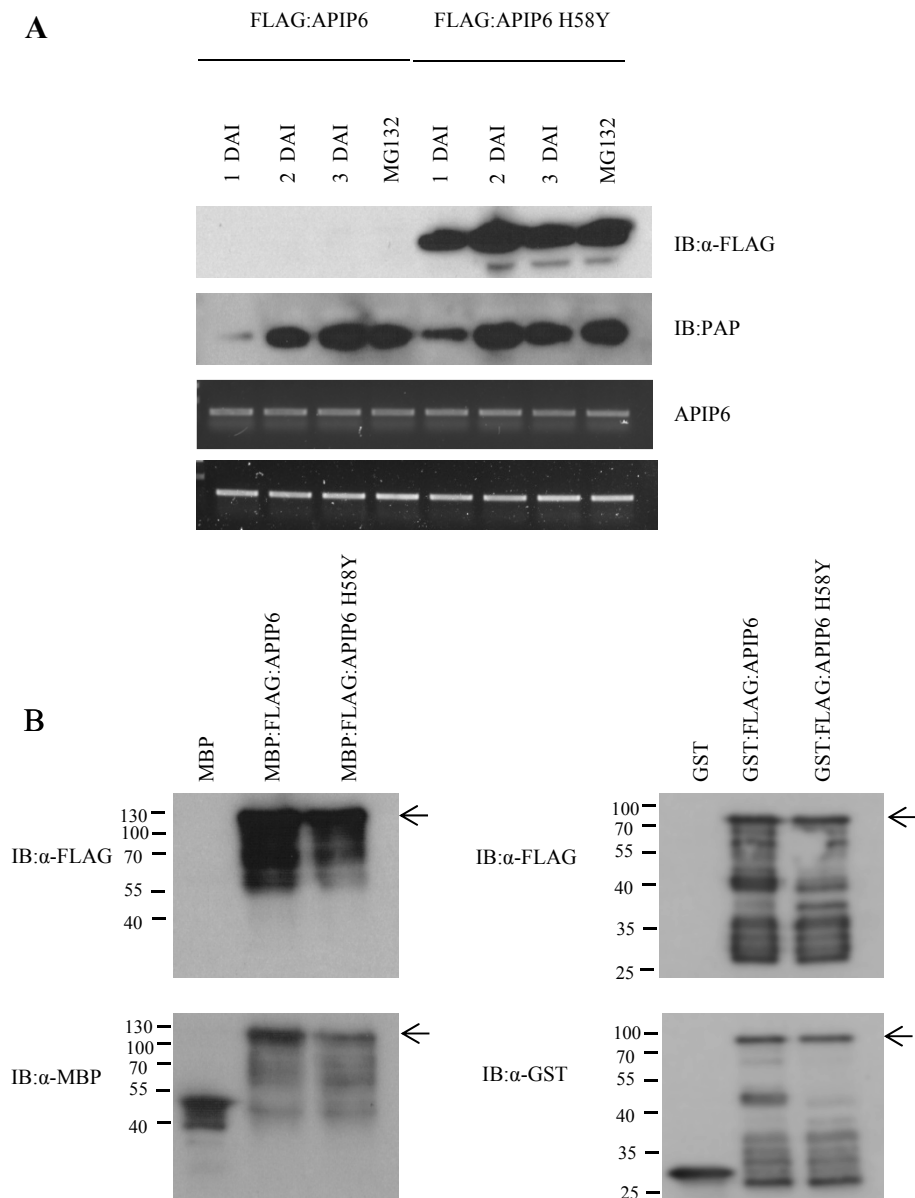 A
FLAG:APIP6
FLAG:APIP6 H58Y
1 DAI
2 DAI
3 DAI
MG132
1 DAI
2 DAI
3 DAI
MG132
IB:α-FLAG
IB:PAP
APIP6
B
MBP
MBP:FLAG:APIP6
MBP:FLAG:APIP6 H58Y
IB:α-FLAG
130
100
70
55
40
IB:α-MBP
130
100
70
55
40
GST
GST:FLAG:APIP6
GST:FLAG:APIP6 H58Y
IB:α-FLAG
100
70
55
40
35
25
IB:α-GST
100
70
55
40
35
25